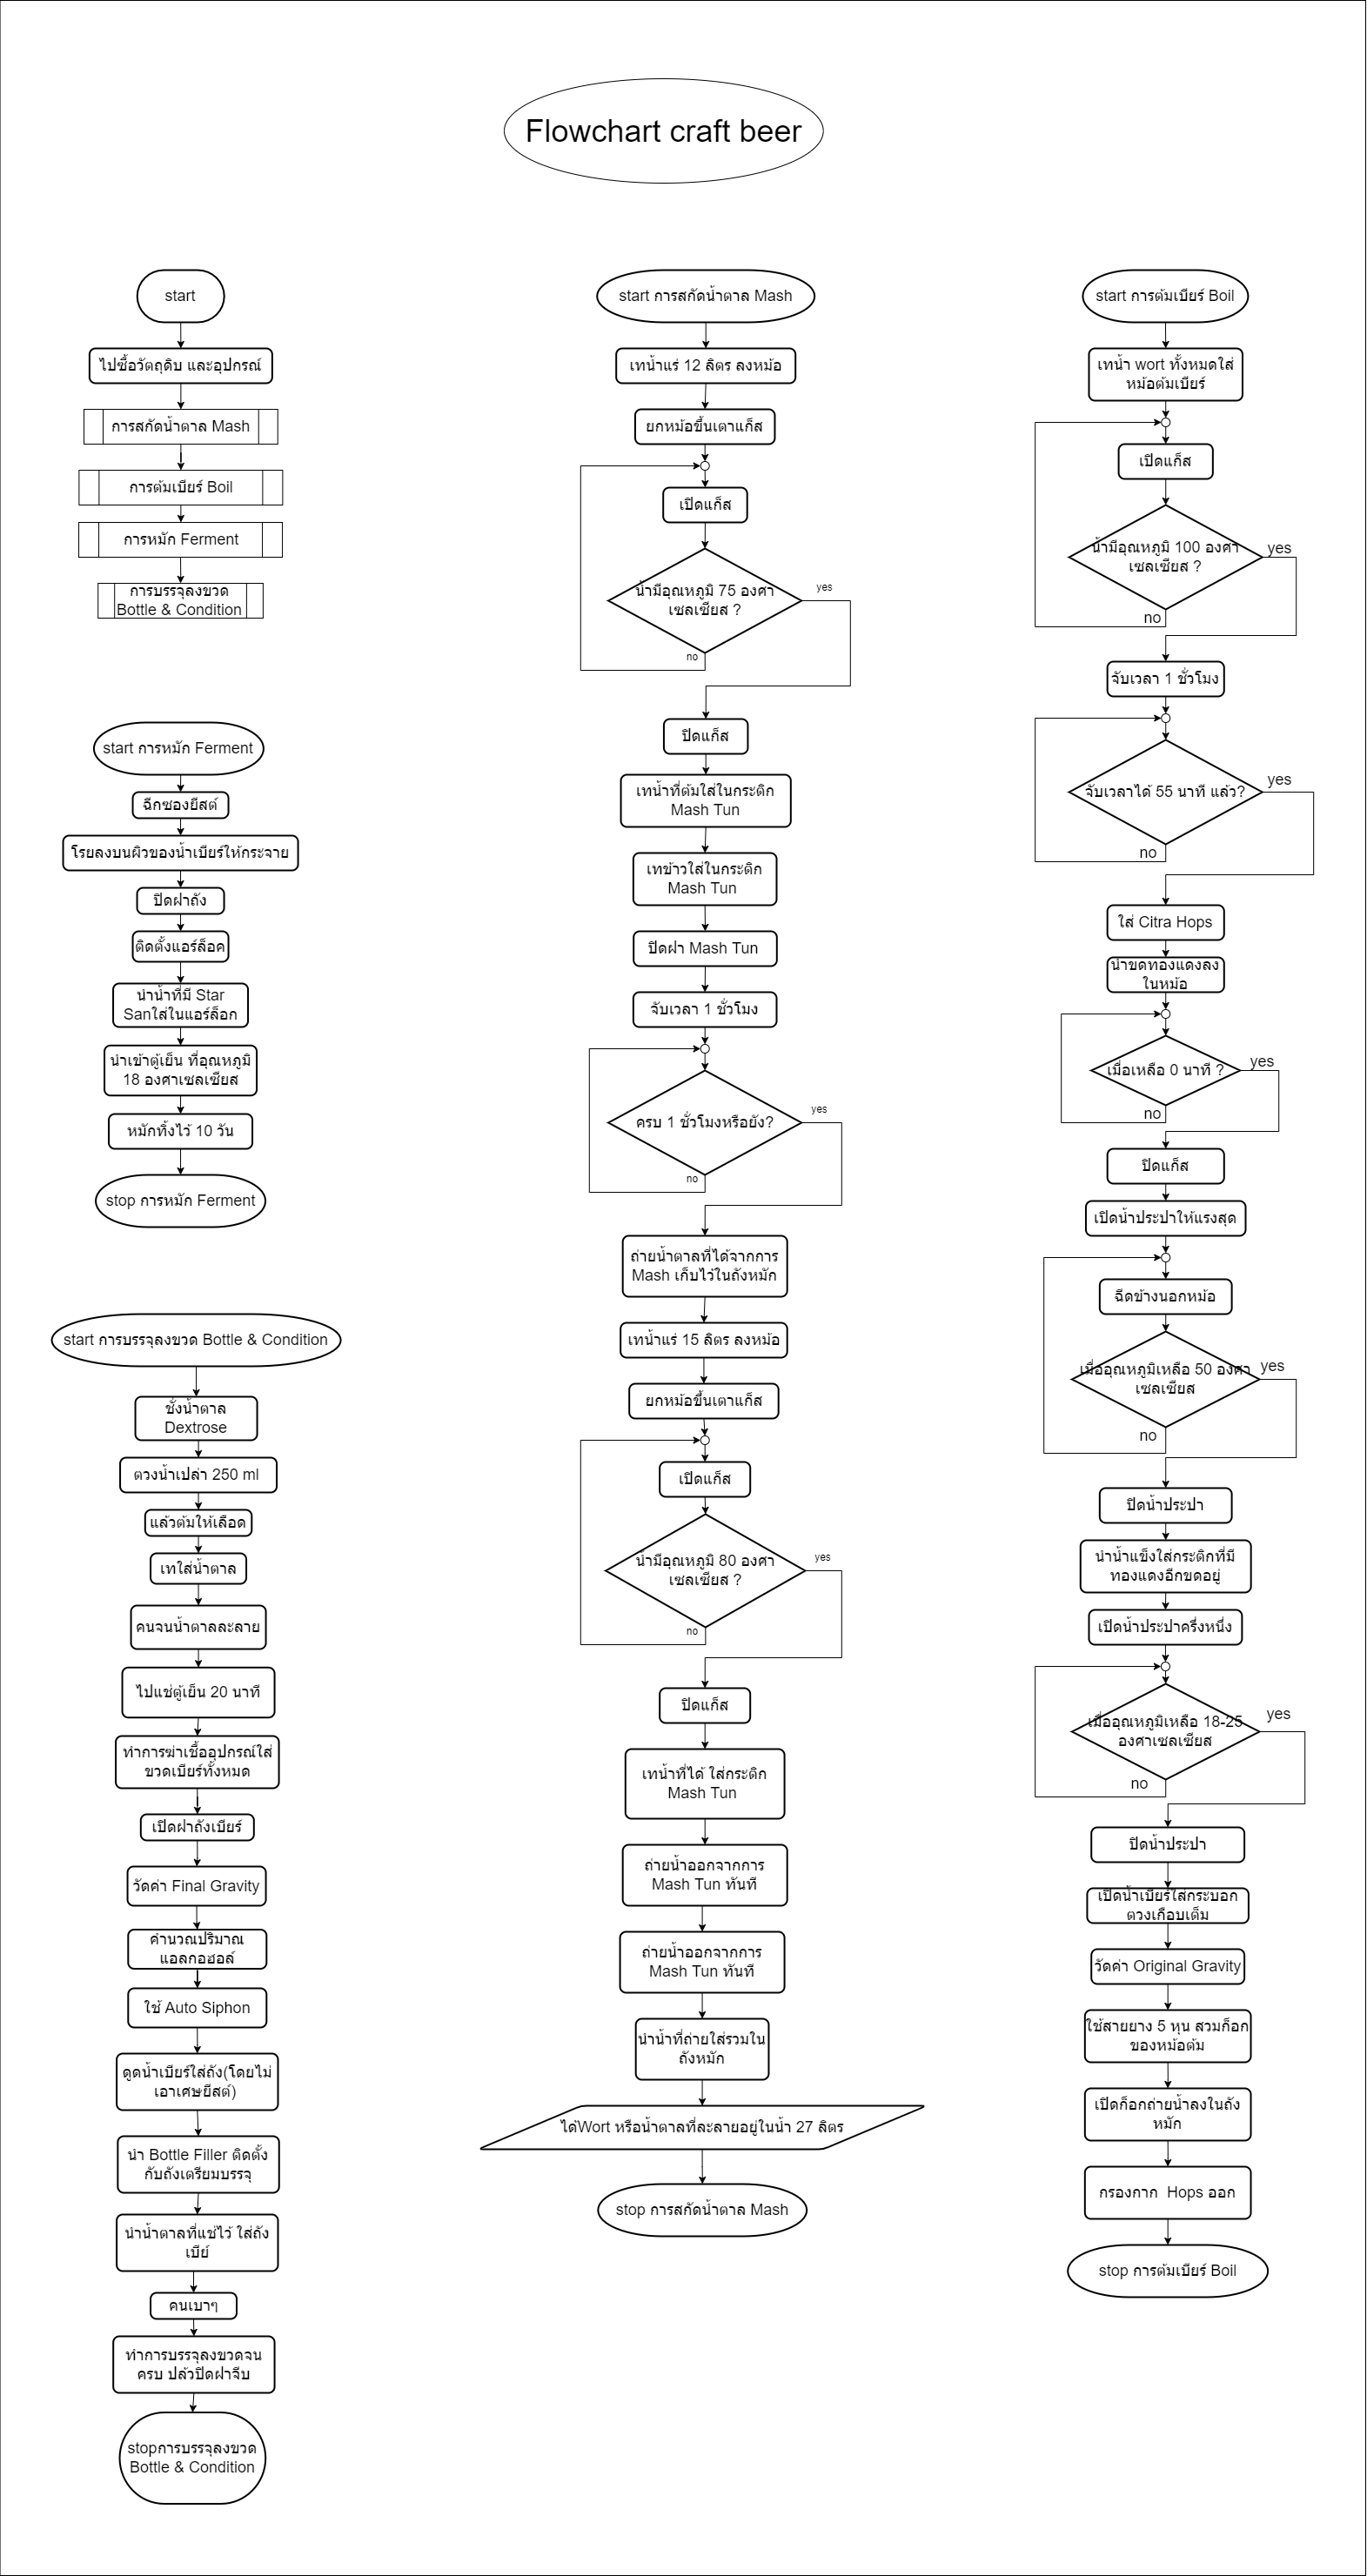 Flowchart craft beer
start
ไปซื้อวัตถุดิบ และอุปกรณ์
การสกัดน้ำตาล Mash
การต้มเบียร์ Boil
การหมัก Ferment
การบรรจุลงขวด
Bottle & Condition
start การหมัก Ferment
ฉีกซองยีสต์
โรยลงบนผิวของน้ำเบียร์ให้กระจาย
ปิดฝาถัง
ติดตั้งแอร์ล็อค
นำน้ำที่มี Star
Sanใส่ในแอร์ล็อก
นำเข้าตู้เย็น ที่อุณหภูมิ
18 องศาเซลเซียส
หมักทิ้งไว้ 10 วัน
stop การหมัก Ferment
start การบรรจุลงขวด Bottle & Condition
ชั่งน้ำตาล
Dextrose
ตวงน้ำเปล่า 250 ml
แล้วต้มให้เลือด
เทใส่น้ำตาล
คนจนน้ำตาลละลาย
ไปแช่ตู้เย็น 20 นาที
ทำการฆ่าเชื้ออุปกรณ์ใส่
ขวดเบียร์ทั้งหมด
เปิดฝาถังเบียร์
วัดค่า Final Gravity
คำนวณปริมาณ
แอลกอฮอล์
ใช้ Auto Siphon
ดูดน้ำเบียร์ใส่ถัง(โดยไม่
เอาเศษยีสต์)
นำ Bottle Filler ติดตั้ง
กับถังเตรียมบรรจุ
นำน้ำตาลที่แช่ไว้ ใส่ถัง
เบีย์
คนเบาๆ
ทำการบรรจุลงขวดจน
ครบ ปล้วปิดฝาจีบ
stopการบรรจุลงขวด
Bottle & Condition
start การสกัดน้ำตาล Mash
เทน้ำแร่ 12 ลิตร ลงหม้อ
ยกหม้อขึ้นเตาแก็ส
เปิดแก็ส
น้ำมีอุณหภูมิ 75 องศา
เซลเซียส ?
yes
no
ปิดแก็ส
เทน้ำที่ต้มใส่ในกระติก
Mash Tun
เทข้าวใส่ในกระติก
Mash Tun
ปิดฝา Mash Tun
จับเวลา 1 ชั่วโมง
ครบ 1 ชั่วโมงหรือยัง?
yes
no
ถ่ายน้ำตาลที่ได้จากการ
Mash เก็บไว้ในถังหมัก
เทน้ำแร่ 15 ลิตร ลงหม้อ
ยกหม้อขึ้นเตาแก็ส
เปิดแก็ส
น้ำมีอุณหภูมิ 80 องศา
เซลเซียส ?
yes
no
ปิดแก็ส
เทน้ำที่ได้ ใส่กระติก
Mash Tun
ถ่ายน้ำออกจากการ
Mash Tun ทันที
ถ่ายน้ำออกจากการ
Mash Tun ทันที
นำน้ำที่ถ่ายใส่รวมใน
ถังหมัก
ได่Wort หรือน้ำตาลที่ละลายอยู่ในน้ำ 27 ลิตร
stop การสกัดน้ำตาล Mash
start การต้มเบียร์ Boil
เทน้ำ wort ทั้งหมดใส่
หม้อต้มเบียร์
เปิดแก็ส
น้ำมีอุณหภูมิ 100 องศา
เซลเซียส ?
yes
no
จับเวลา 1 ชั่วโมง
จับเวลาได้ 55 นาที แล้ว?
yes
no
ใส่ Citra Hops
นำขดทองแดงลง
ในหม้อ
เมื่อเหลือ 0 นาที ?
yes
no
ปิดแก็ส
เปิดน้ำประปาให้แรงสุด
ฉีดข้างนอกหม้อ
เมื่ออุณหภูมิเหลือ 50 องศา
เซลเซียส
yes
no
ปิดน้ำประปา
นำน้ำแข็งใส่กระติกที่มี
ทองแดงอีกขดอยู่
เปิดน้ำประปาครึ่งหนึ่ง
เมื่ออุณหภูมิเหลือ 18-25
องศาเซลเซียส
yes
no
ปิดน้ำประปา
เปิดน้ำเบียร์ใส่กระบอก
ตวงเกือบเต็ม
วัดค่า Original Gravity
ใช้สายยาง 5 หุน สวมก็อก
ของหม้อต้ม
เปิดก็อกถ่ายน้ำลงในถัง
หมัก
กรองกาก Hops ออก
stop การต้มเบียร์ Boil